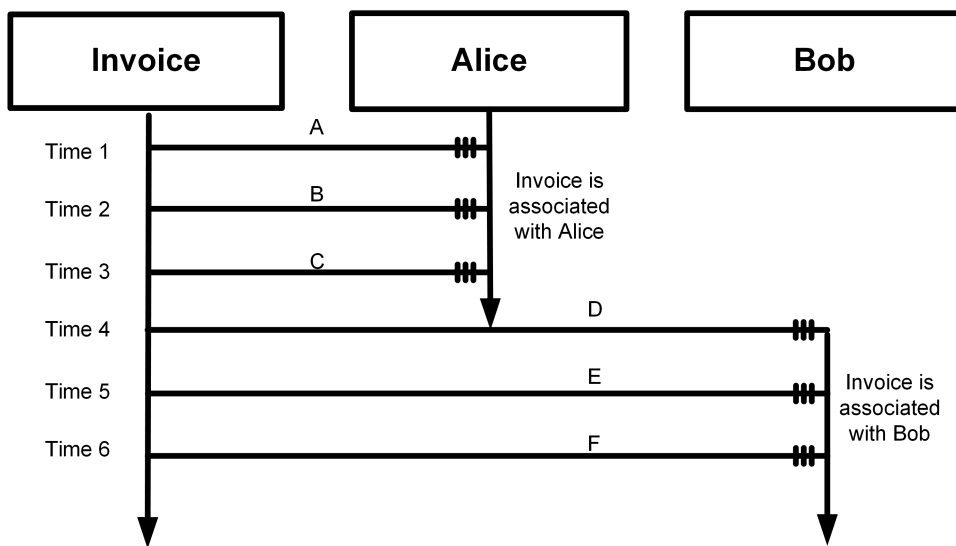 Invoice
Alice
Bob
A
Time 1
Invoice is
associated
with Alice
B
Time 2
C
Time 3
D
Time 4
E
Time 5
Invoice is
associated
with Bob
F
Time 6